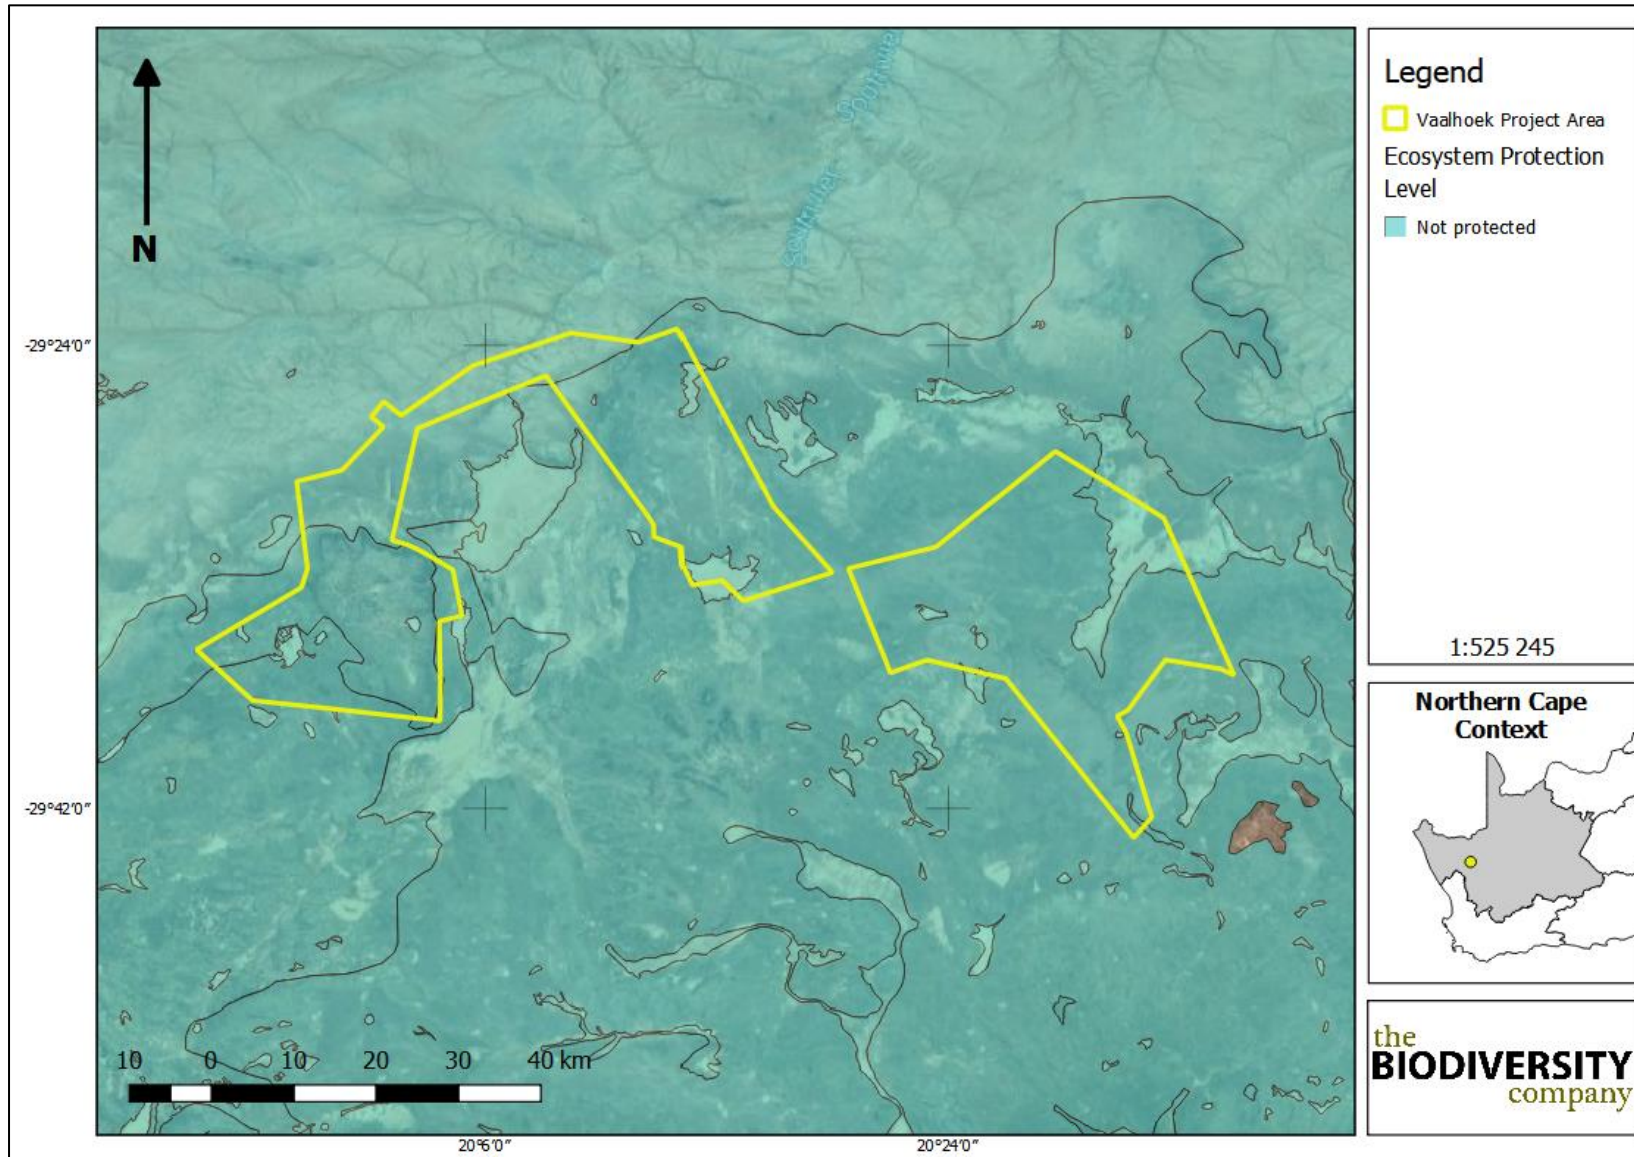 Legend
Vaalhoek Project Area
Ecosystem Protection
Level
Not protected
1:525 245
N
-29°24'0"
-29°42'0"
10 0 10 20 30 40 km
20°6'0"
20°24'0"
Northern Cape
Context
the
BIODIVERSITY
company